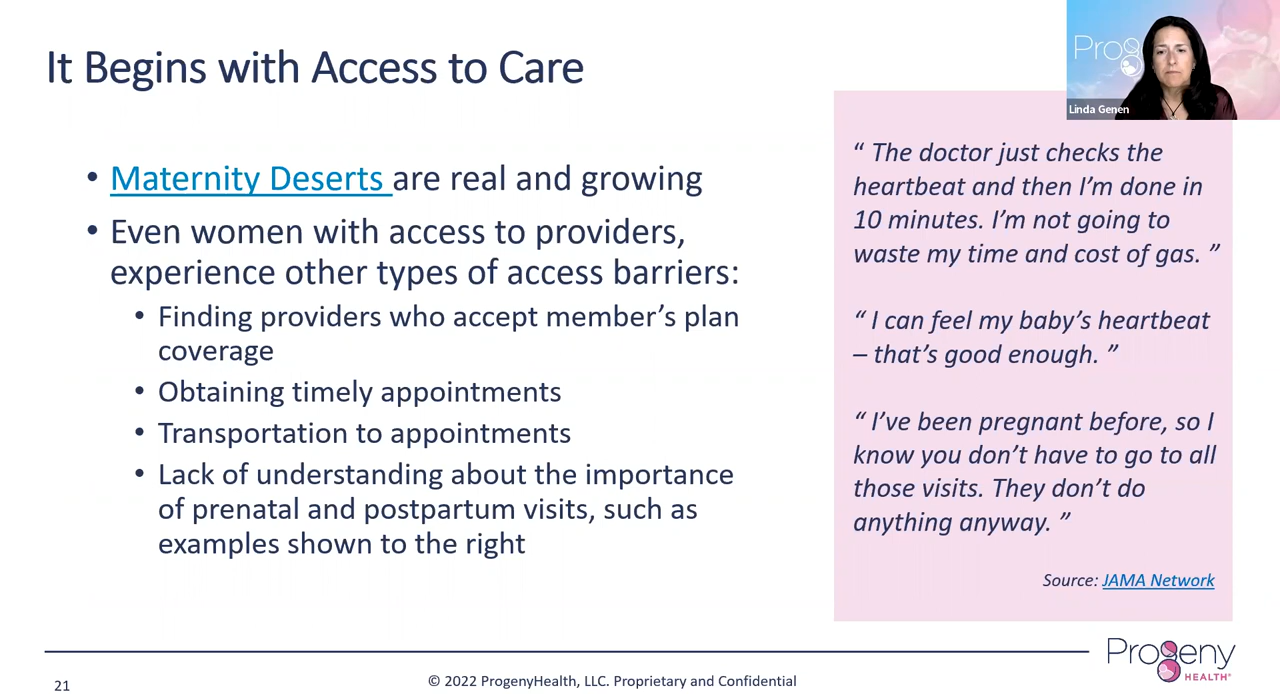 It Begins with Access to Care
Prog
Linda Genen
• Maternity Deserts are real and growing
• Even women with access to providers,
experience other types of access barriers:
• Finding providers who accept member’s plan
coverage
• Obtaining timely appointments
• Transportation to appointments
• Lack of understanding about the importance
of prenatal and postpartum visits, such as
examples shown to the right
“ The doctor just checks the
heartbeat and then I’m done in
10 minutes. I’m not going to
waste my time and cost of gas. ”
“ I can feel my baby’s heartbeat
– that’s good enough. ”
“ I’ve been pregnant before, so I
know you don’t have to go to all
those visits. They don’t do
anything anyway. ”
Source: JAMA Network
21
© 2022 ProgenyHealth, LLC. Proprietary and Confidential
Progeny
HEALTH®